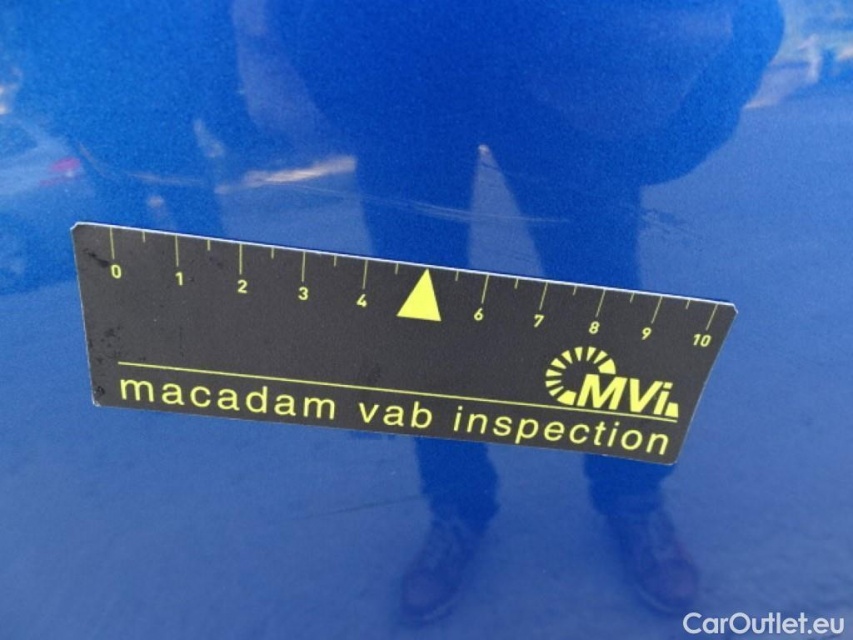 0 1 2 3 4 6 7 8 9 10
MVi
macadam vab inspection
CarOutlet.eu